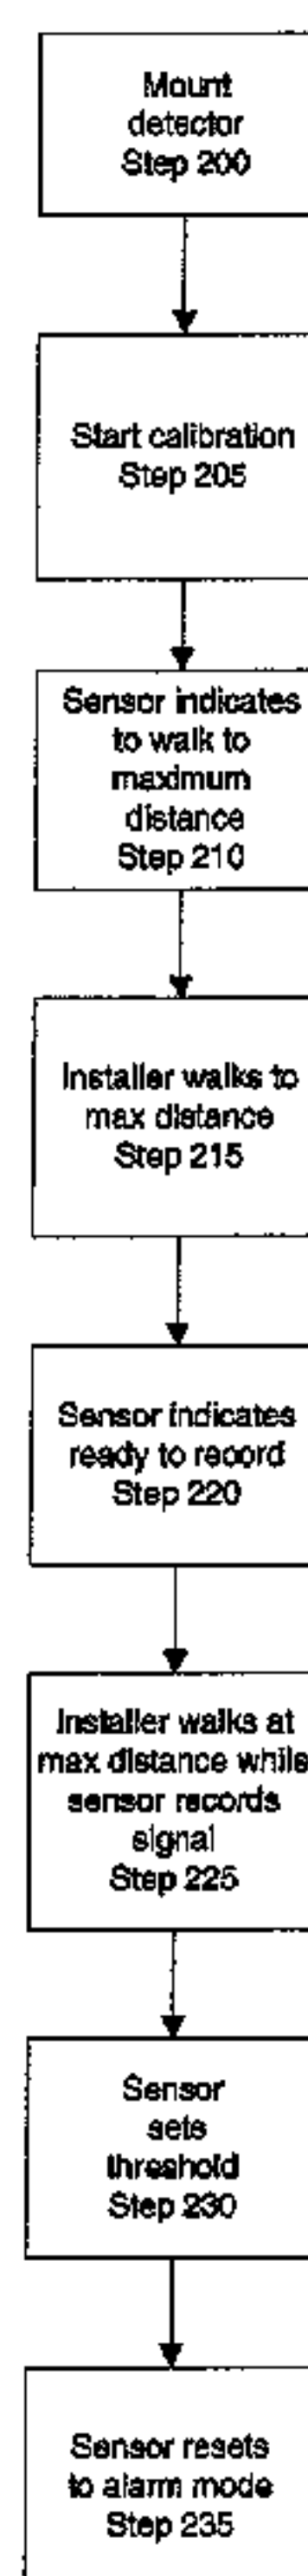 Mount
detector
Step 200
Start calibration
Step 205
Sensor indicates
to walk to
maximum
distance
Step 210
Installer walks to
max distance
Step 215
Sensor indicates
ready to record
Step 220
Installer walks at
max distance while
sensor records
signal
Step 225
Sensor
sets
threshold
Step 230
Sensor resets
to alarm mode
Step 235